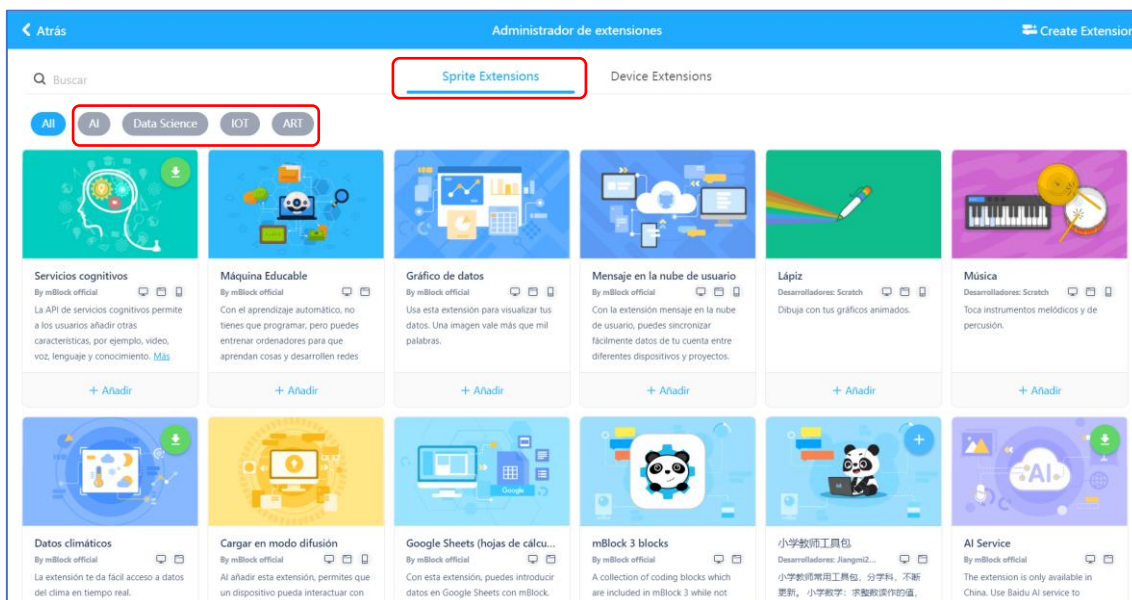 Atrás
Administrador de extensiones
Create Extension
Buscar
Sprite Extensions
Device Extensions
All
AI
Data Science
IOT
ART
Servicios cognitivos
By mBlock official
La API de servicios cognitivos permite
a los usuarios añadir otras
características, por ejemplo, video,
voz, lenguaje y conocimiento. Más
+ Añadir
Máquina Educable
By mBlock official
Con el aprendizaje automático, no
tienes que programar, pero puedes
entrenar ordenadores para que
aprendan cosas y desarrollen redes
+ Añadir
Gráfico de datos
By mBlock official
Usa esta extensión para visualizar tus
datos. Una imagen vale más que mil
palabras.
+ Añadir
Mensaje en la nube de usuario
By mBlock official
Con la extensión mensaje en la nube
de usuario, puedes sincronizar
fácilmente datos de tu cuenta entre
diferentes dispositivos y proyectos.
+ Añadir
Lápiz
Desarrolladores: Scratch
Dibuja con tus gráficos animados.
+ Añadir
Música
Desarrolladores: Scratch
Toca instrumentos melódicos y de
percusión.
+ Añadir
Datos climáticos
By mBlock official
La extensión te da fácil acceso a datos
del clima en tiempo real.
Cargar en modo difusión
By mBlock official
Al añadir esta extensión, permites que
un dispositivo pueda interactuar con
Google
Google Sheets (hojas de cálcu...
By mBlock official
Con esta extensión, puedes introducir
datos en Google Sheets con mBlock.
mBlock 3 blocks
By mBlock official
A collection of coding blocks which
are included in mBlock 3 while not
小学教师工具包
Desarrolladores: Jiangmi2...
小学教师常用工具包，分学科，不断
更新。 小学数学：求整数读作的值，
AI
AI Service
By mBlock official
The extension is only available in
China. Use Baidu AI service to